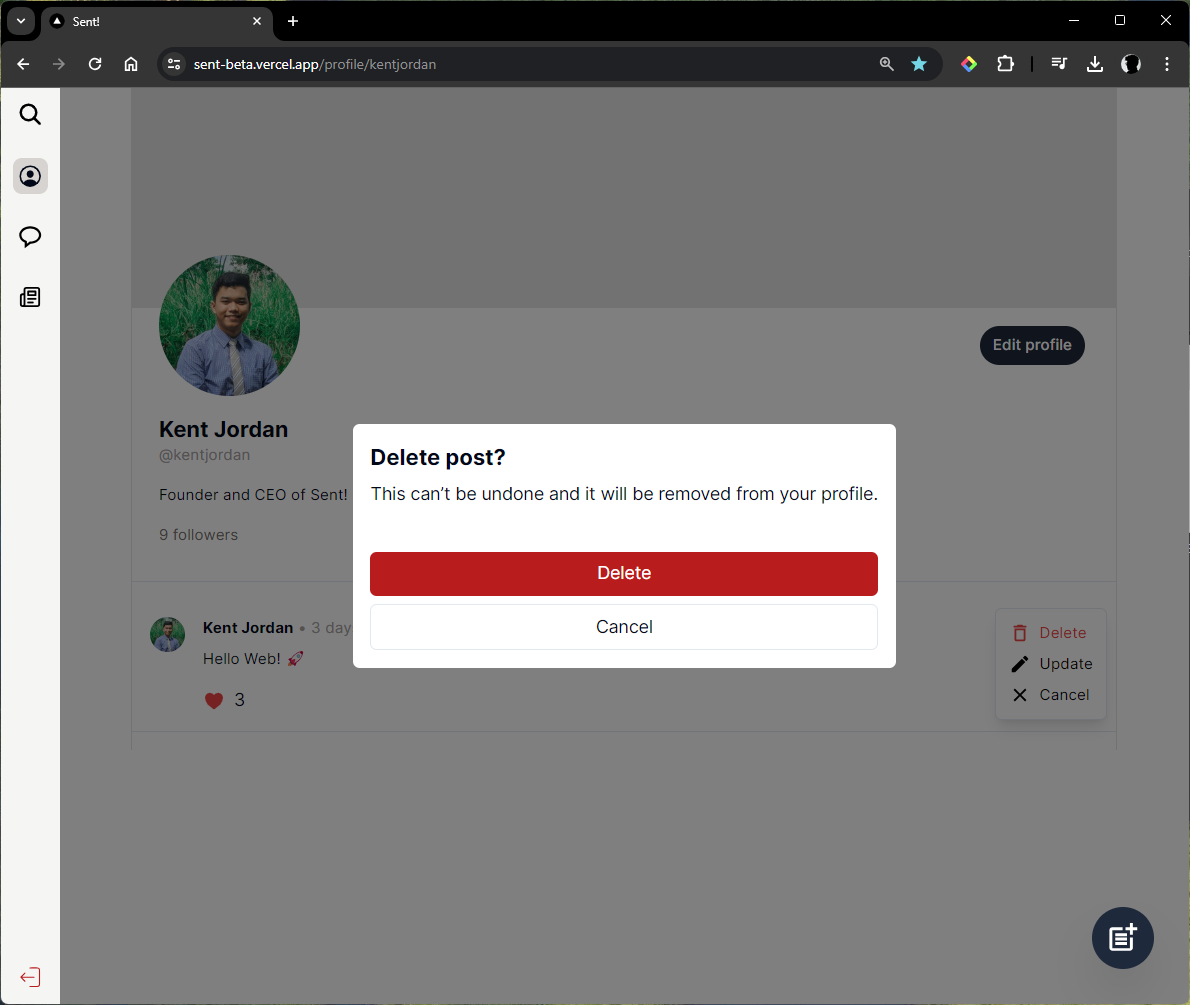 Sent!
sent-beta.vercel.app/profile/kentjordan
Edit profile
Kent Jordan
@kentjordan
Founder and CEO of Sent!
9 followers
Delete post?
This can’t be undone and it will be removed from your profile.
Delete
Cancel
Kent Jordan • 3 day
Hello Web! 🚀
3
Delete
Update
Cancel